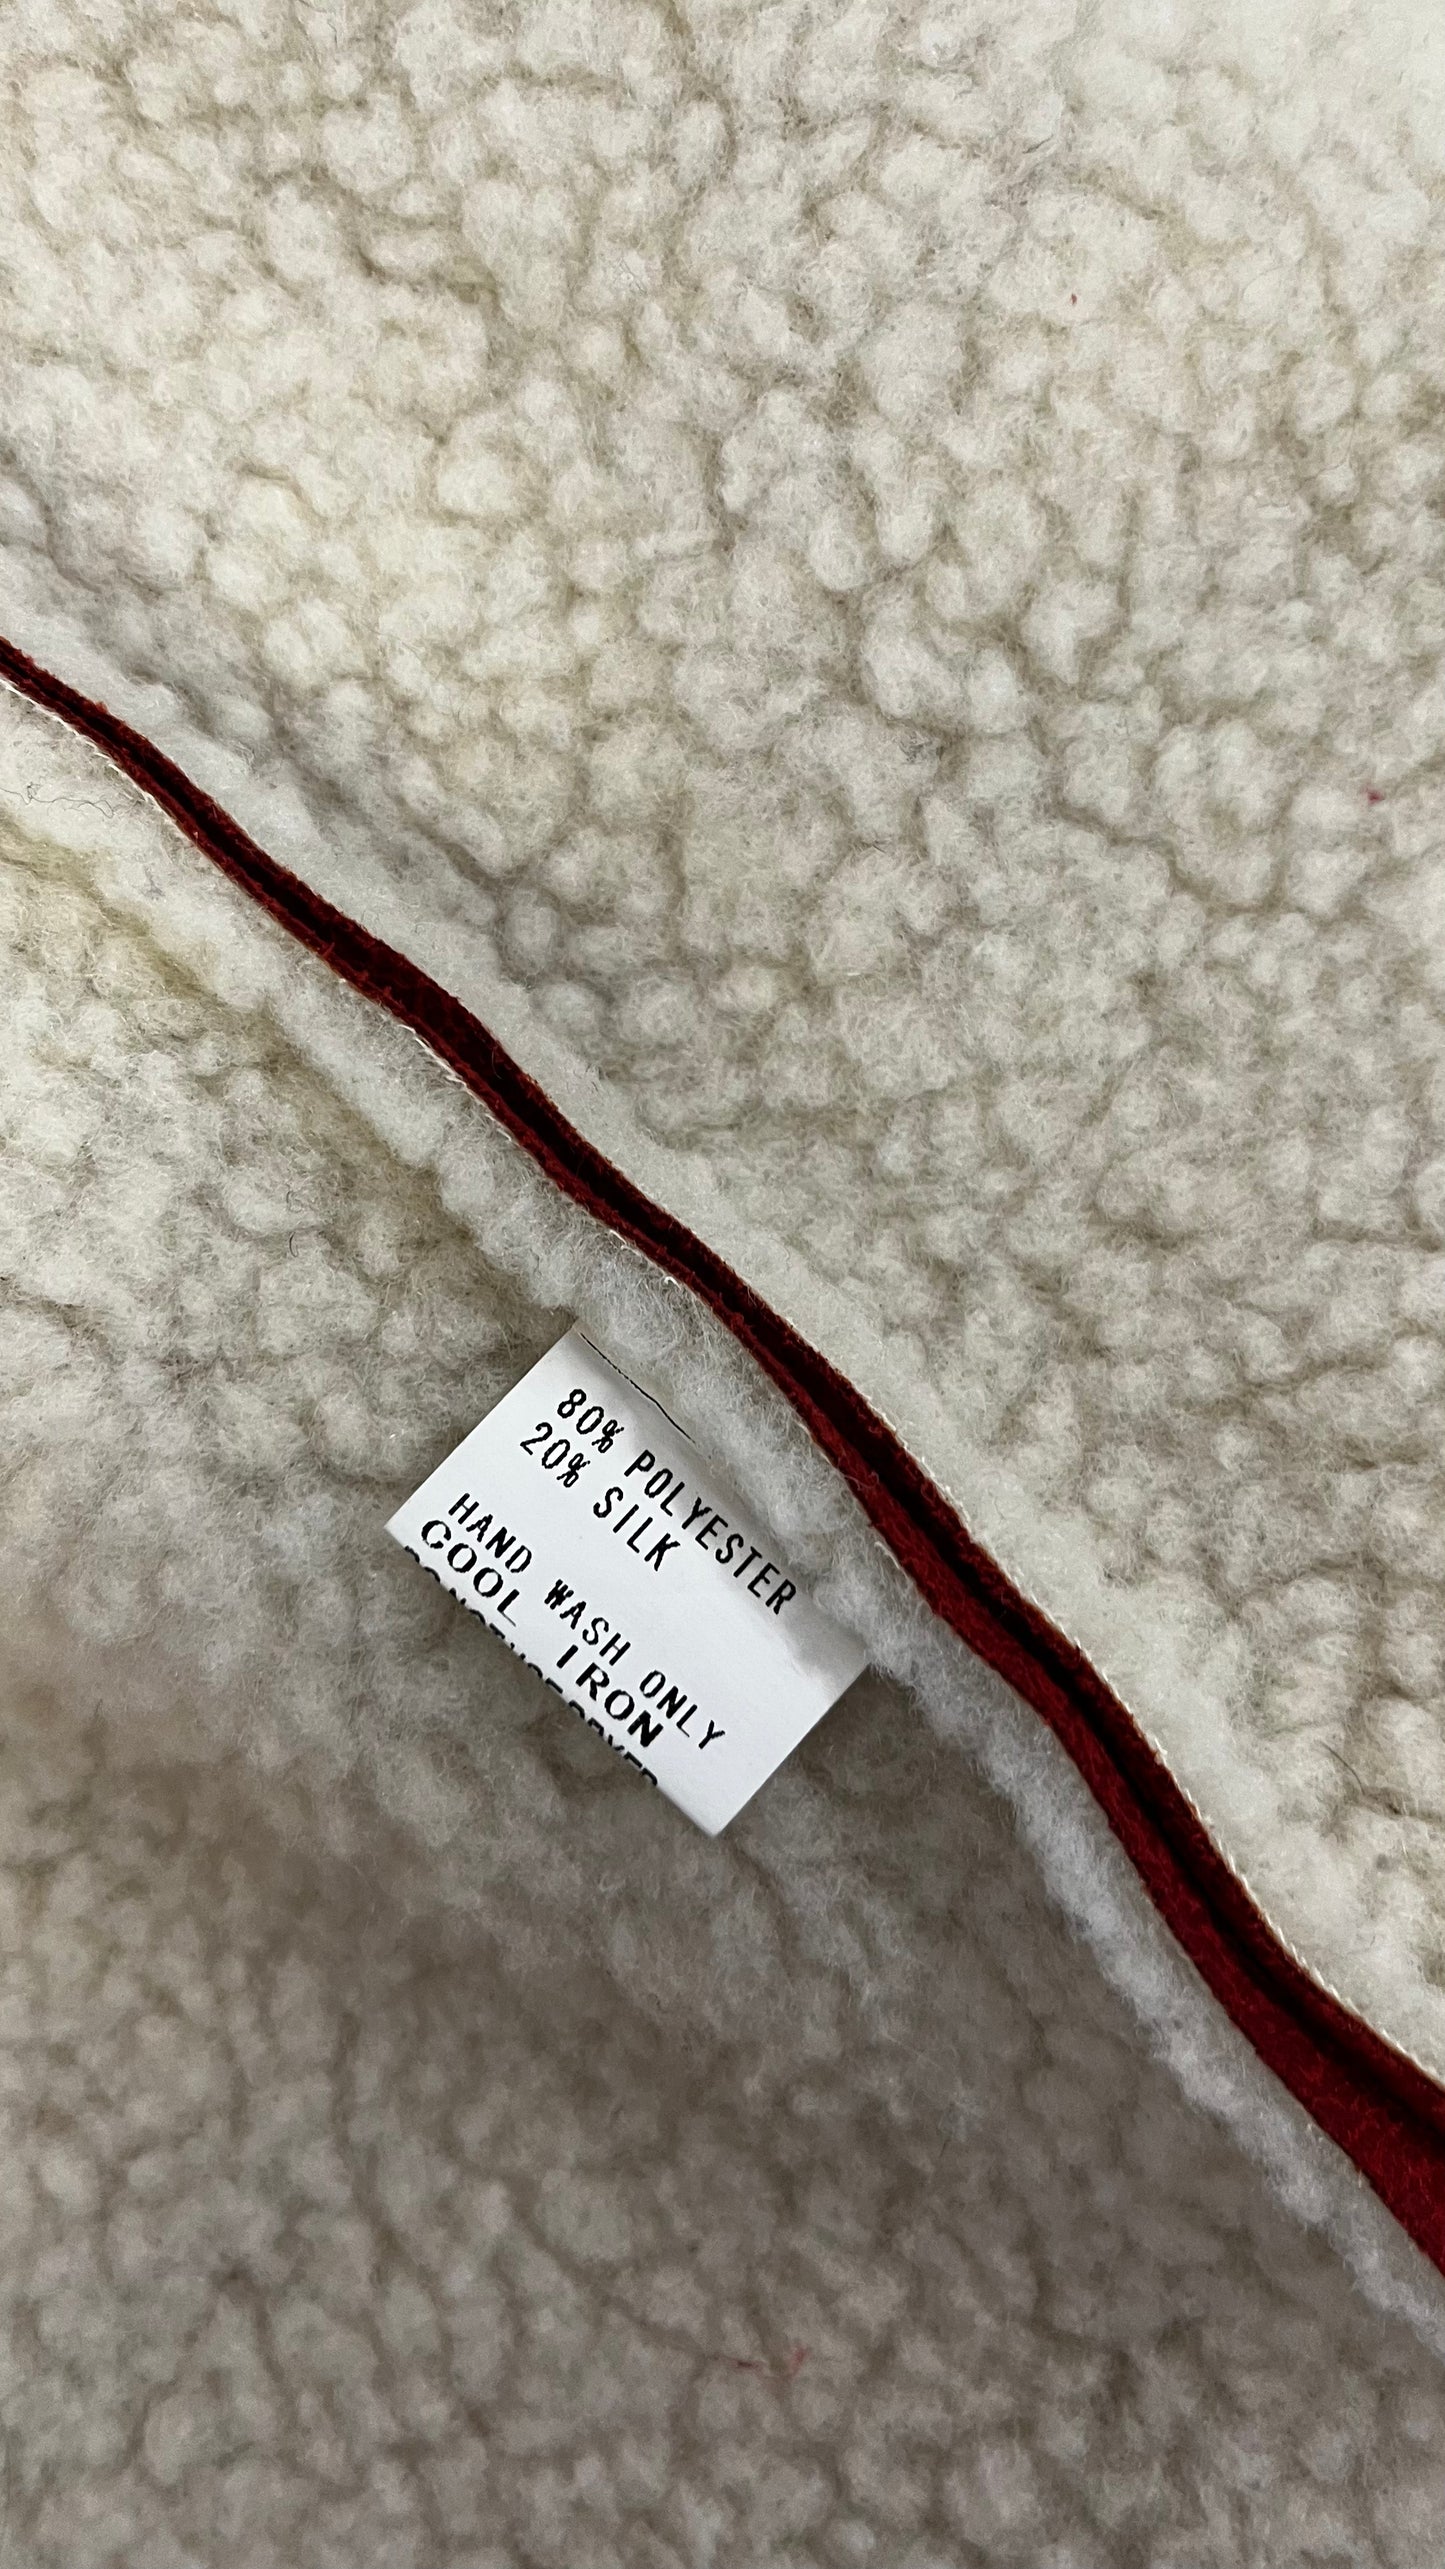 80% POLYESTER
20% SILK
HAND WASH ONLY
COOL IRON